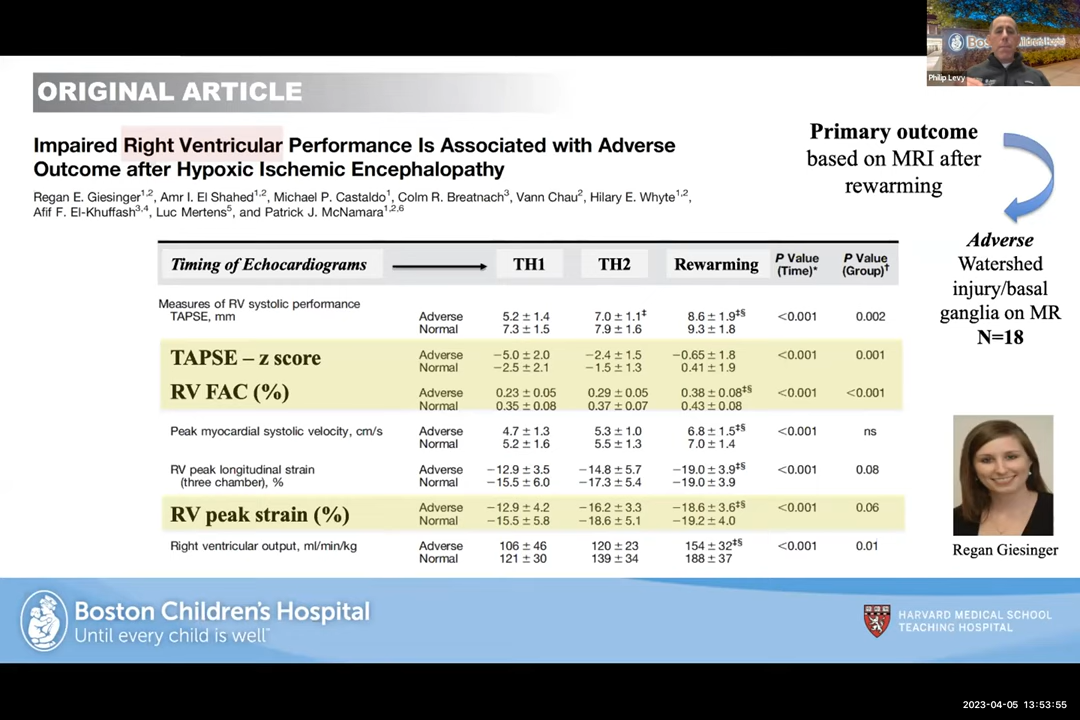 Boston Children's Hospital
Philip Levy
ORIGINAL ARTICLE
Impaired Right Ventricular Performance Is Associated with Adverse
Outcome after Hypoxic Ischemic Encephalopathy
Regan E. Giesinger1,2, Amr I. El Shahed1,2, Michael P. Castaldo1, Colm R. Breatnach3, Vann Chau2, Hilary E. Whyte1,2,
Afif F. El-Khuffash3,4, Luc Mertens5, and Patrick J. McNamara1,2,6
Primary outcome
based on MRI after
rewarming
Adverse
Watershed
injury/basal
ganglia on MR
N=18
Timing of Echocardiograms TH1 TH2 Rewarming P Value (Time)* P Value (Group)†
Measures of RV systolic performance
TAPSE, mm Adverse 5.2 ± 1.4 7.0 ± 1.1‡ 8.6 ± 1.9‡§ <0.001 0.002
Normal 7.3 ± 1.5 7.9 ± 1.6 9.3 ± 1.8
TAPSE – z score Adverse −5.0 ± 2.0 −2.4 ± 1.5 −0.65 ± 1.8 <0.001 0.001
Normal −2.5 ± 2.1 −1.5 ± 1.3 0.41 ± 1.9
RV FAC (%) Adverse 0.23 ± 0.05 0.29 ± 0.05 0.38 ± 0.08‡§ <0.001 <0.001
Normal 0.35 ± 0.08 0.37 ± 0.07 0.43 ± 0.08
Peak myocardial systolic velocity, cm/s Adverse 4.7 ± 1.3 5.3 ± 1.0 6.8 ± 1.5‡§ <0.001 ns
Normal 5.2 ± 1.6 5.5 ± 1.3 7.0 ± 1.4
RV peak longitudinal strain Adverse −12.9 ± 3.5 −14.8 ± 5.7 −19.0 ± 3.9‡§ <0.001 0.08
(three chamber), % Normal −15.5 ± 6.0 −17.3 ± 5.4 −19.0 ± 3.9
RV peak strain (%) Adverse −12.9 ± 4.2 −16.2 ± 3.3 −18.6 ± 3.6‡§ <0.001 0.06
Normal −15.5 ± 5.8 −18.6 ± 5.1 −19.2 ± 4.0
Right ventricular output, ml/min/kg Adverse 106 ± 46 120 ± 23 154 ± 32‡§ <0.001 0.01
Normal 121 ± 30 139 ± 34 188 ± 37
Regan Giesinger
Boston Children's Hospital
Until every child is well™
HARVARD MEDICAL SCHOOL
TEACHING HOSPITAL
2023-04-05 13:53:55